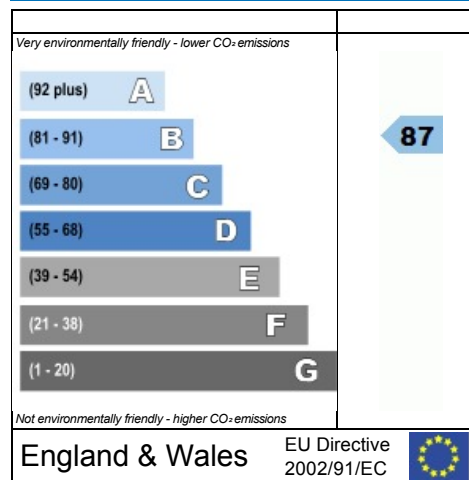 Very environmentally friendly - lower CO₂ emissions
(92 plus) A
(81 - 91) B
87
(69 - 80) C
(55 - 68) D
(39 - 54) E
(21 - 38) F
(1 - 20) G
Not environmentally friendly - higher CO₂ emissions
England & Wales
EU Directive
2002/91/EC